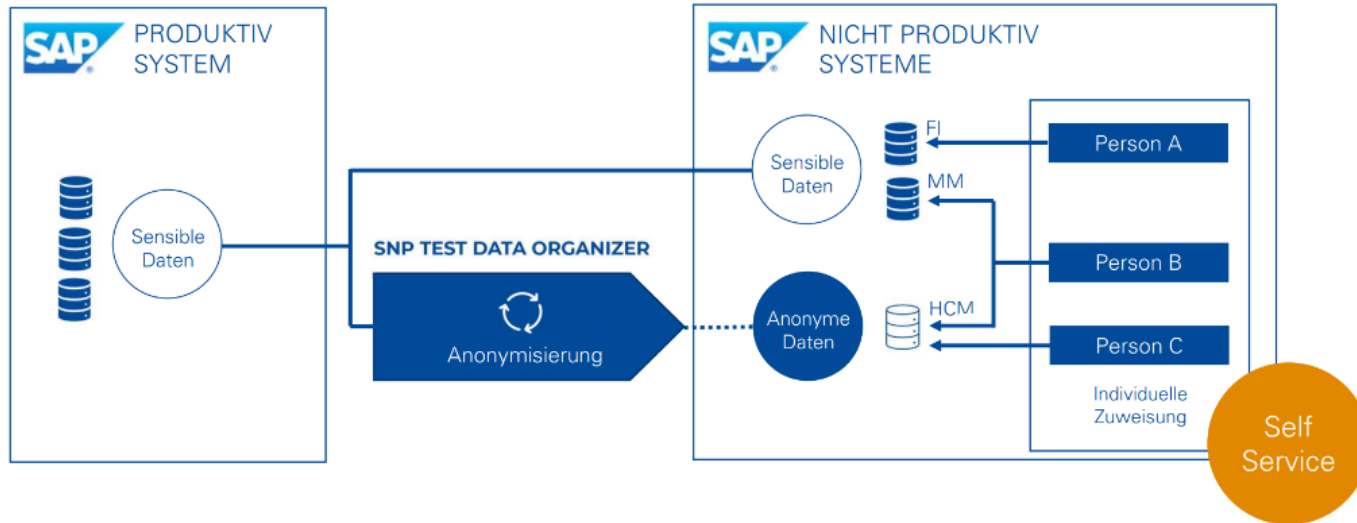 SAP
PRODUKTIV
SYSTEM
Sensible
Daten
SNP TEST DATA ORGANIZER
Anonymisierung
SAP
NICHT PRODUKTIV
SYSTEME
Sensible
Daten
FI
MM
Anonyme
Daten
HCM
Person A
Person B
Person C
Individuelle
Zuweisung
Self
Service